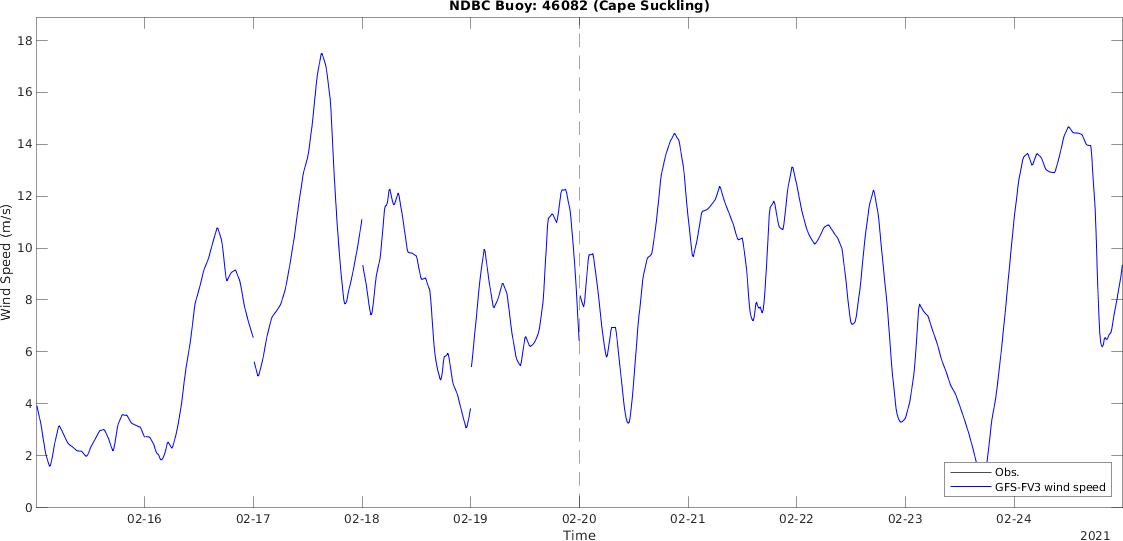 NDBC Buoy: 46082 (Cape Suckling)
18
16
14
12
10
8
6
4
2
0
Wind Speed (m/s)
Obs.
GFS-FV3 wind speed
02-16 02-17 02-18 02-19 02-20 02-21 02-22 02-23 02-24
Time
2021